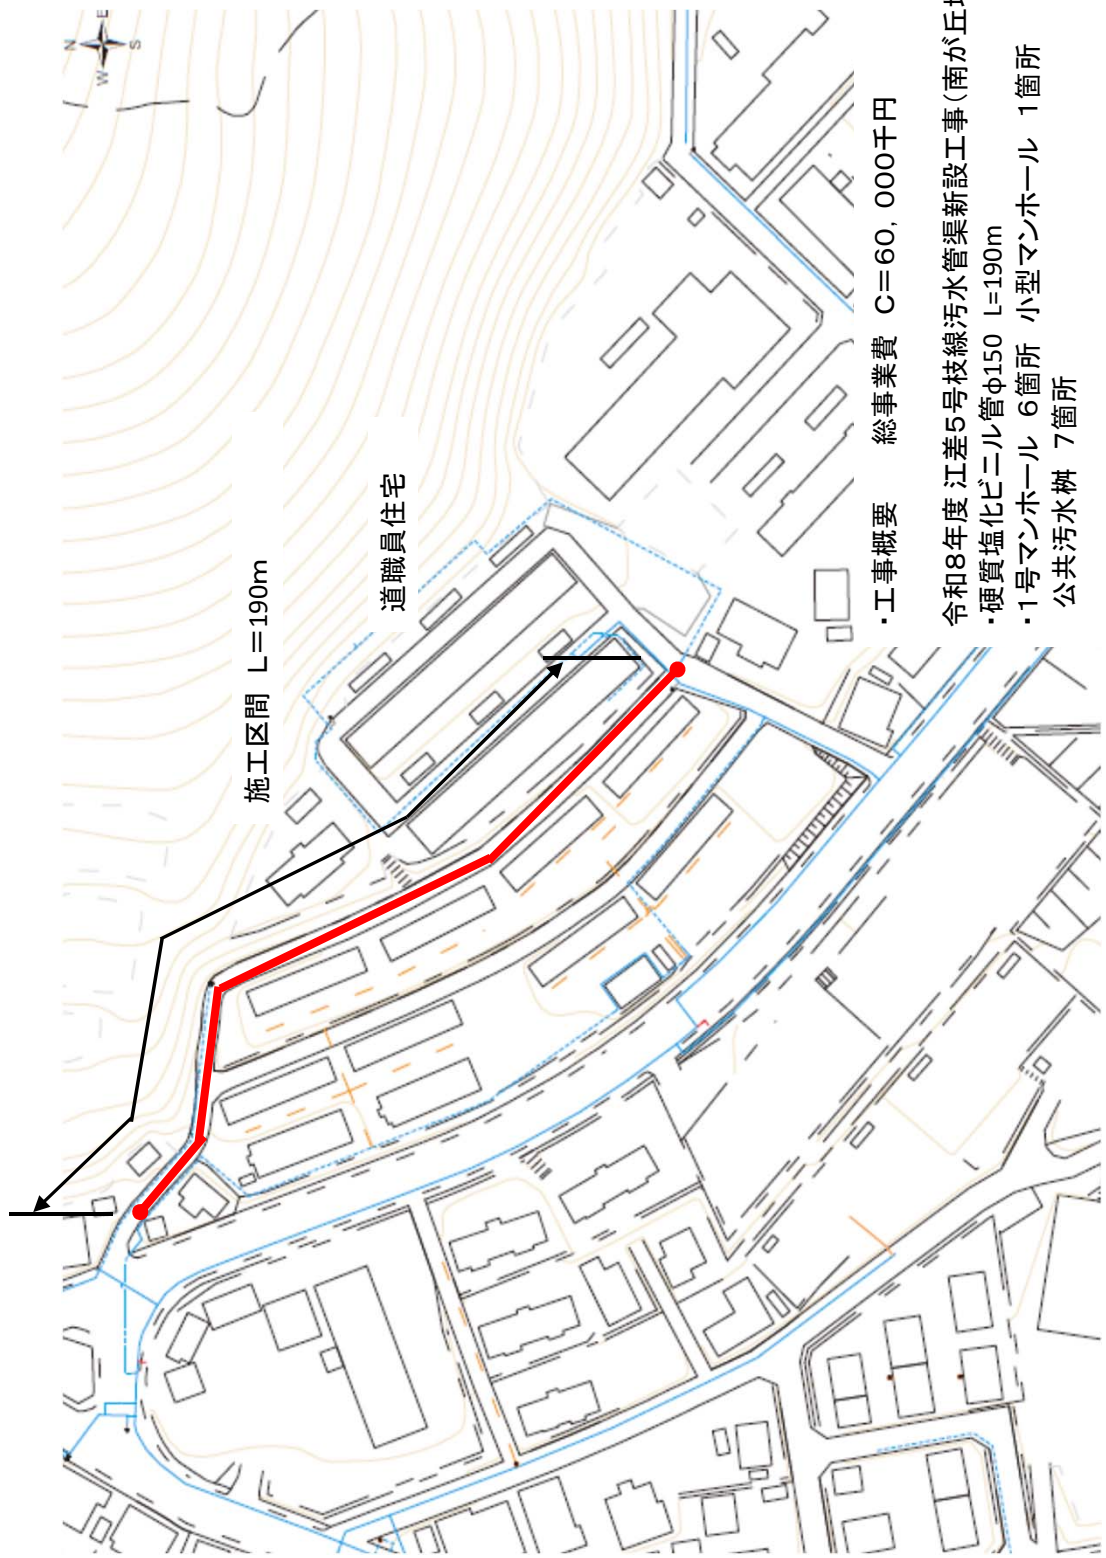 N
E
W
S
施工区間 L=190m
道職員住宅
・工事概要 総事業費 C=60, 000千円
令和8年度 江差5号枝線汚水管渠新設工事(南が丘
・硬質塩化ビニル管φ150 L=190m
・1号マンホール 6箇所 小型マンホール 1箇所
公共汚水桝 7箇所